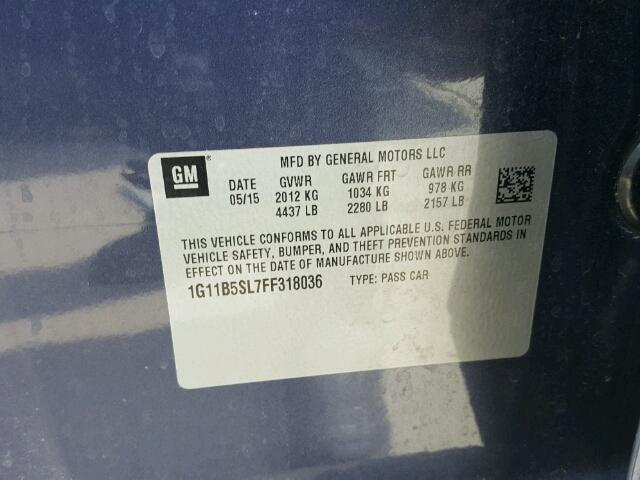 MFD BY GENERAL MOTORS LLC
GM®
DATE GVWR GAWR FRT GAWR RR
05/15 2012 KG 1034 KG 978 KG
4437 LB 2280 LB 2157 LB
THIS VEHICLE CONFORMS TO ALL APPLICABLE U.S. FEDERAL MOTOR
VEHICLE SAFETY, BUMPER, AND THEFT PREVENTION STANDARDS IN
EFFECT ON THE DATE OF MANUFACTURE SHOWN ABOVE.
1G11B5SL7FF318036 TYPE: PASS CAR